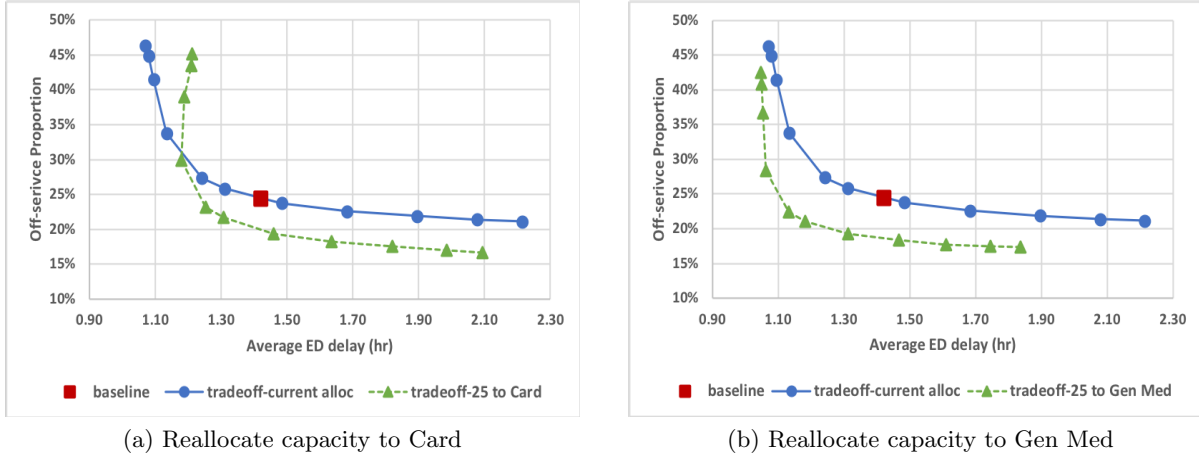 50%
45%
40%
35%
30%
25%
20%
15%
10%
Off-serivce Proportion
0.90 1.10 1.30 1.50 1.70 1.90 2.10 2.30
Average ED delay (hr)
baseline tradeoff-current alloc tradeoff-25 to Card
(a) Reallocate capacity to Card
50%
45%
40%
35%
30%
25%
20%
15%
10%
Off-serivce Proportion
0.90 1.10 1.30 1.50 1.70 1.90 2.10 2.30
Average ED delay (hr)
baseline tradeoff-current alloc tradeoff-25 to Gen Med
(b) Reallocate capacity to Gen Med